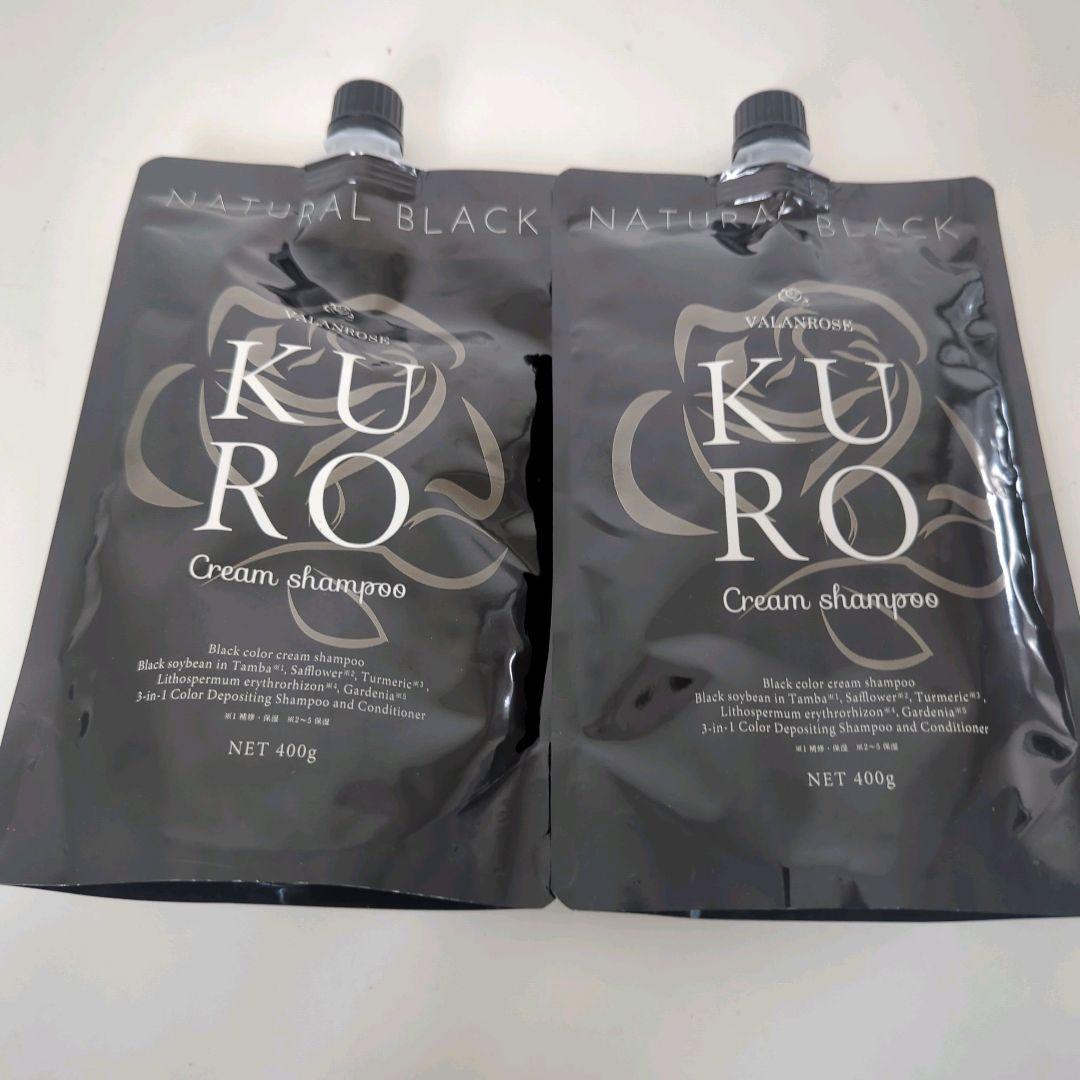 NATURAL BLACK
VALANROSE
KU
RO
Cream shampoo
Black color cream shampoo
Black soybean in Tamba※1, Safflower※2, Turmeric※3,
Lithospermum erythrorhizon※4, Gardenia※5
3-in-1 Color Depositing Shampoo and Conditioner
※1 補修・保湿 ※2〜5 保湿
NET 400g
NATURAL BLACK
VALANROSE
KU
RO
Cream shampoo
Black color cream shampoo
Black soybean in Tamba※1, Safflower※2, Turmeric※3,
Lithospermum erythrorhizon※4, Gardenia※5
3-in-1 Color Depositing Shampoo and Conditioner
※1 補修・保湿 ※2〜5 保湿
NET 400g